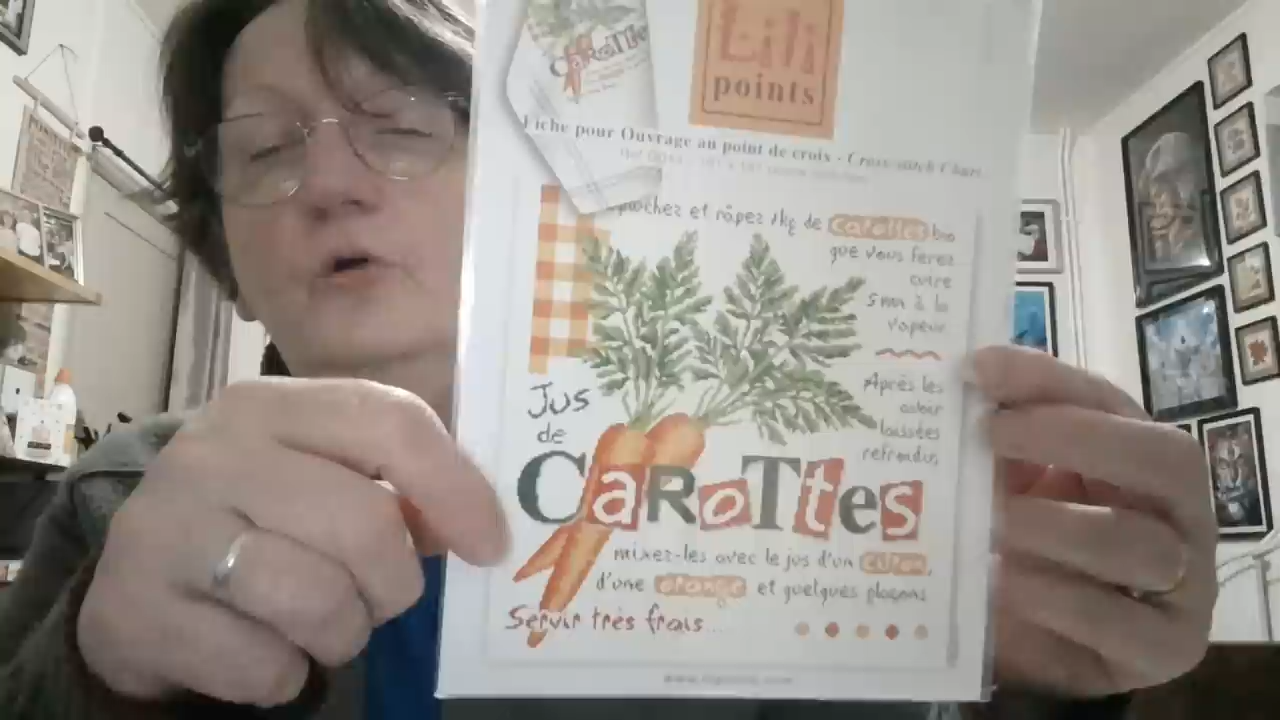 CaRoTTes
Lili
points
Fiche pour Ouvrage au point de croix - Cross-stitch Chart
et râpez 1kg de carottes bio
que vous ferez
cuire
5mn à la
vapeur
Après les
avoir
laissées
refroidir,
Jus
de
CaRoTtes
mixez-les avec le jus d'un citron,
d'une orange et quelques glaçons
Servir très frais...